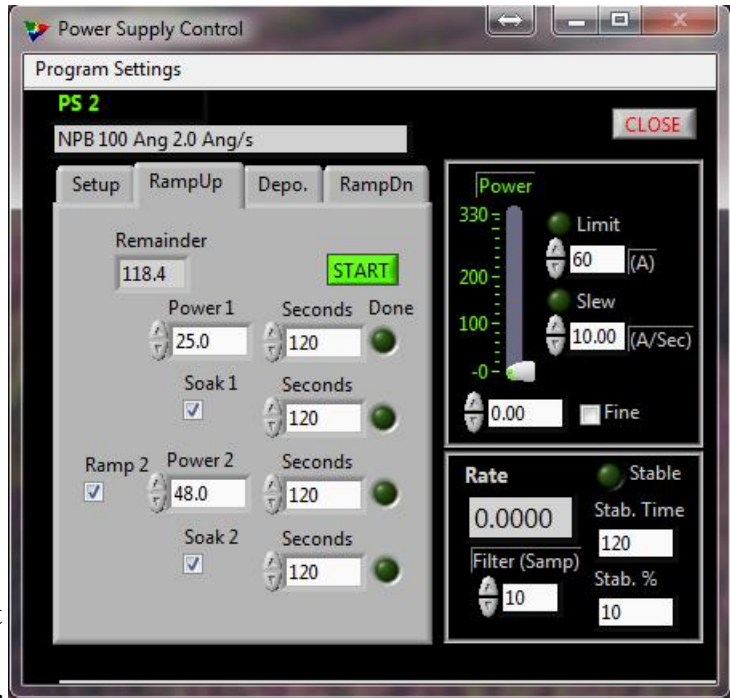 Power Supply Control
Program Settings
PS 2
NPB 100 Ang 2.0 Ang/s
CLOSE
Setup RampUp Depo. RampDn
Remainder
118.4
START
Power 1 Seconds Done
25.0 120
Soak 1 Seconds
120
Ramp 2 Power 2 Seconds
48.0 120
Soak 2 Seconds
120
Power
330
200
100
-0
Limit
60 (A)
Slew
10.00 (A/Sec)
0.00 Fine
Rate Stable
0.0000 Stab. Time
120
Filter (Samp) Stab. %
10 10